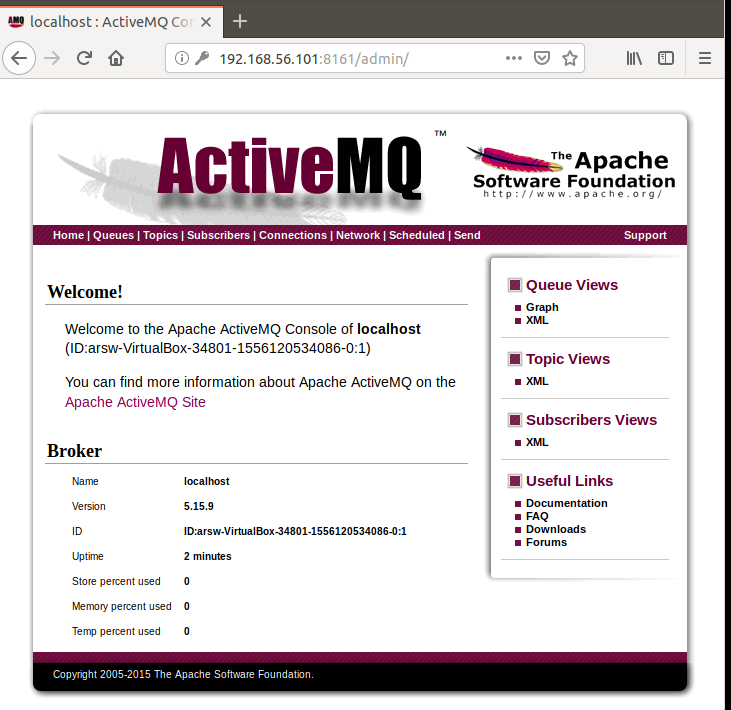 localhost : ActiveMQ Con
192.168.56.101:8161/admin/
ActiveMQ ™
The Apache
Software Foundation
http://www.apache.org/
Home | Queues | Topics | Subscribers | Connections | Network | Scheduled | Send
Support
Welcome!
Welcome to the Apache ActiveMQ Console of localhost
(ID:arsw-VirtualBox-34801-1556120534086-0:1)
You can find more information about Apache ActiveMQ on the
Apache ActiveMQ Site
Broker
Name localhost
Version 5.15.9
ID ID:arsw-VirtualBox-34801-1556120534086-0:1
Uptime 2 minutes
Store percent used 0
Memory percent used 0
Temp percent used 0
Queue Views
Graph
XML
Topic Views
XML
Subscribers Views
XML
Useful Links
Documentation
FAQ
Downloads
Forums
Copyright 2005-2015 The Apache Software Foundation.